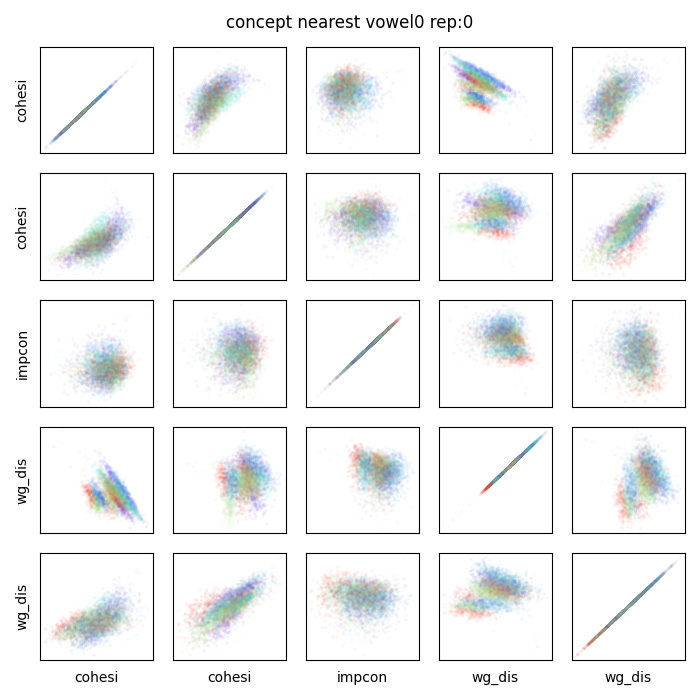 concept nearest vowel0 rep:0
cohesi
cohesi
impcon
wg_dis
wg_dis
cohesi cohesi impcon wg_dis wg_dis